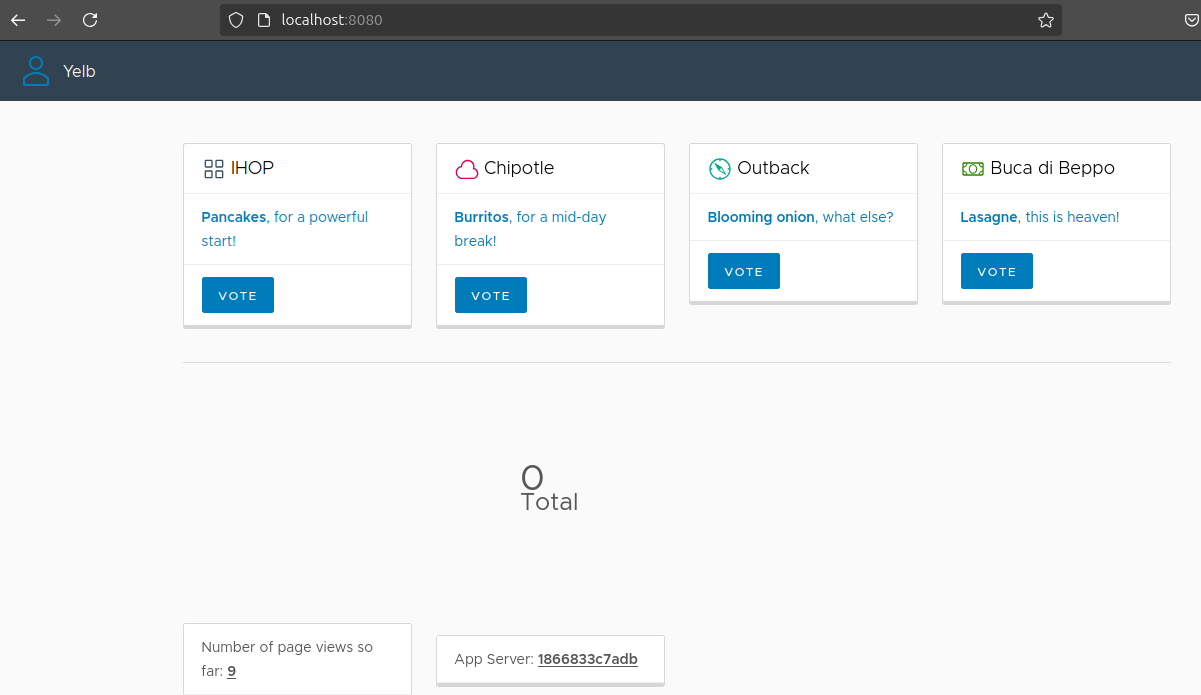 localhost:8080
Yelb
IHOP
Pancakes, for a powerful
start!
VOTE
Chipotle
Burritos, for a mid-day
break!
VOTE
Outback
Blooming onion, what else?
VOTE
Buca di Beppo
Lasagne, this is heaven!
VOTE
0
Total
Number of page views so
far: 9
App Server: 1866833c7adb